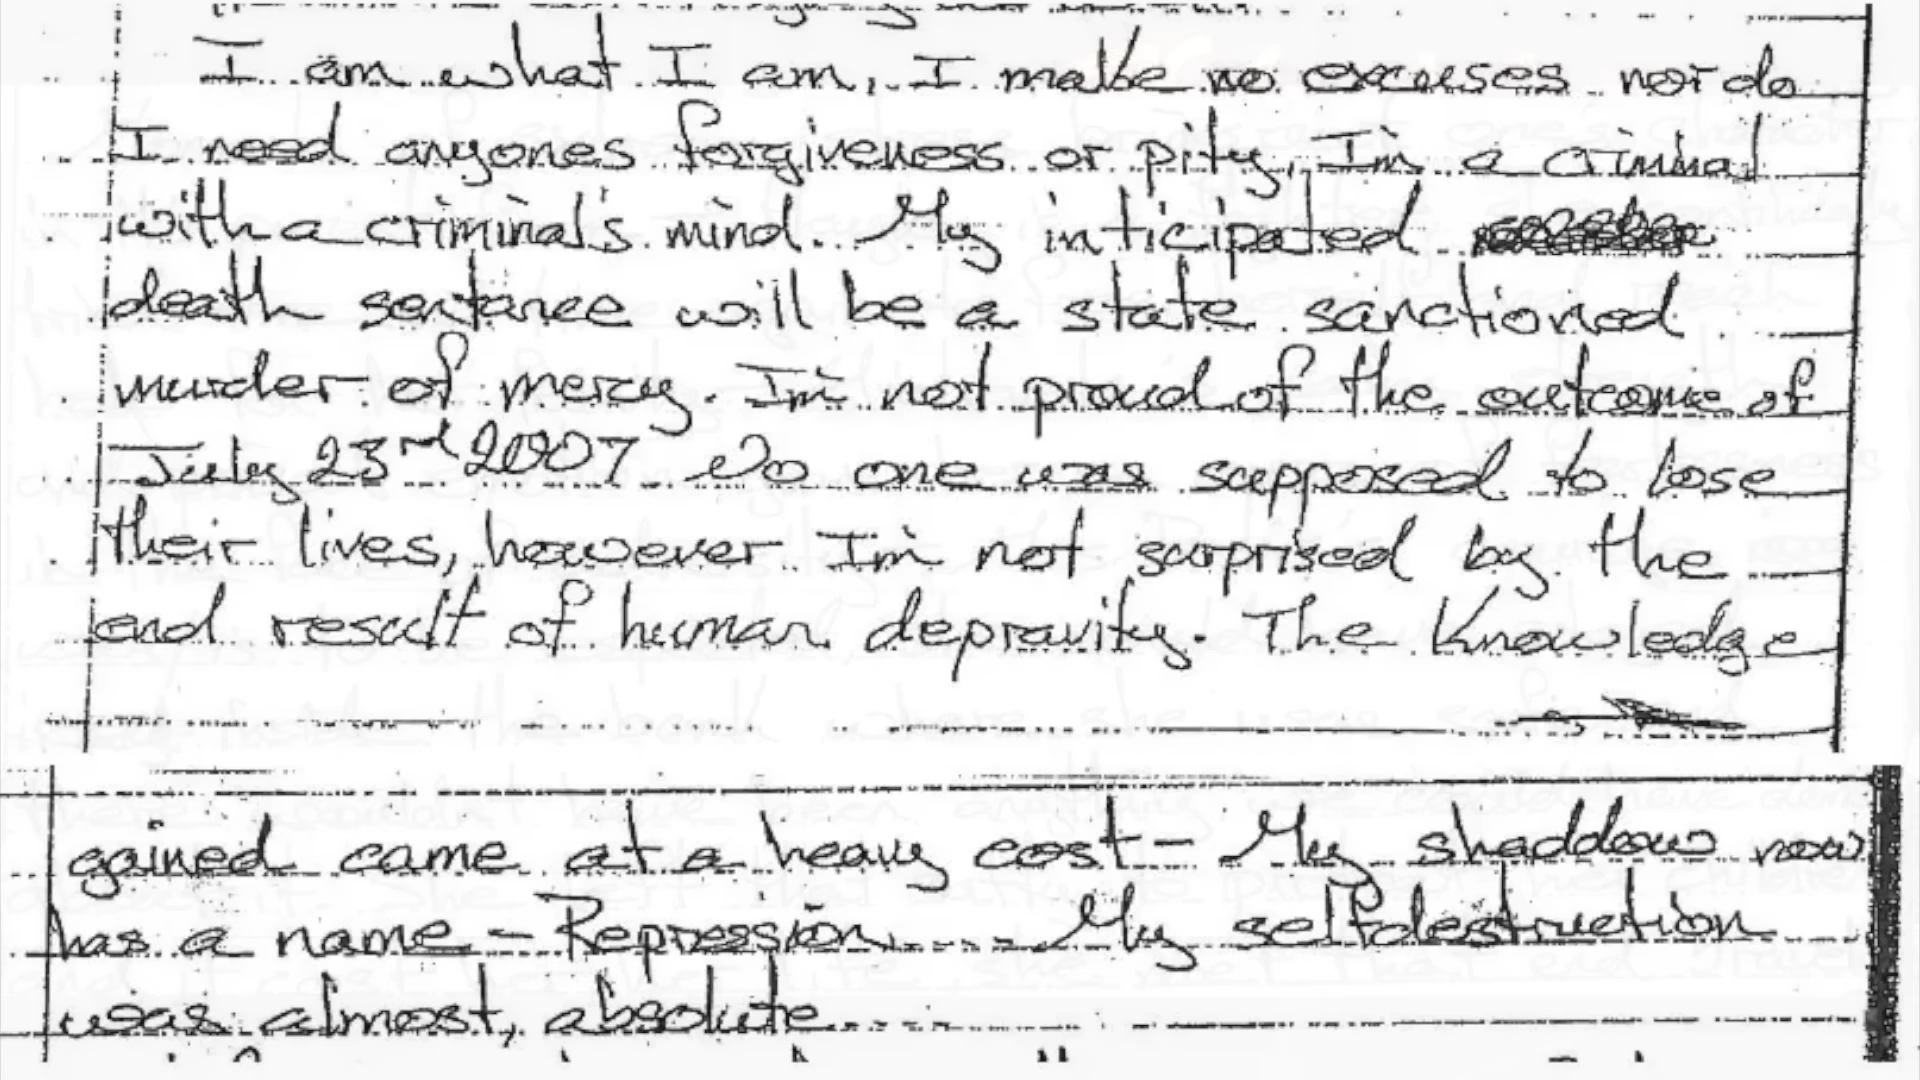 I am what I am, I make no excuses nor do
I need anyones forgiveness or pity, I'm a criminal
with a criminal's mind. My inticipated
death sentance will be a state sanctioned
murder of mercy. I'm not proud of the outcome of
July 23rd 2007 No one was supposed to lose
their lives, however I'm not surprised by the
end result of human depravity. The Knowledge
gained came at a heavy cost - My shaddow now
has a name - Repression. My selfdestruction
was almost, absolute